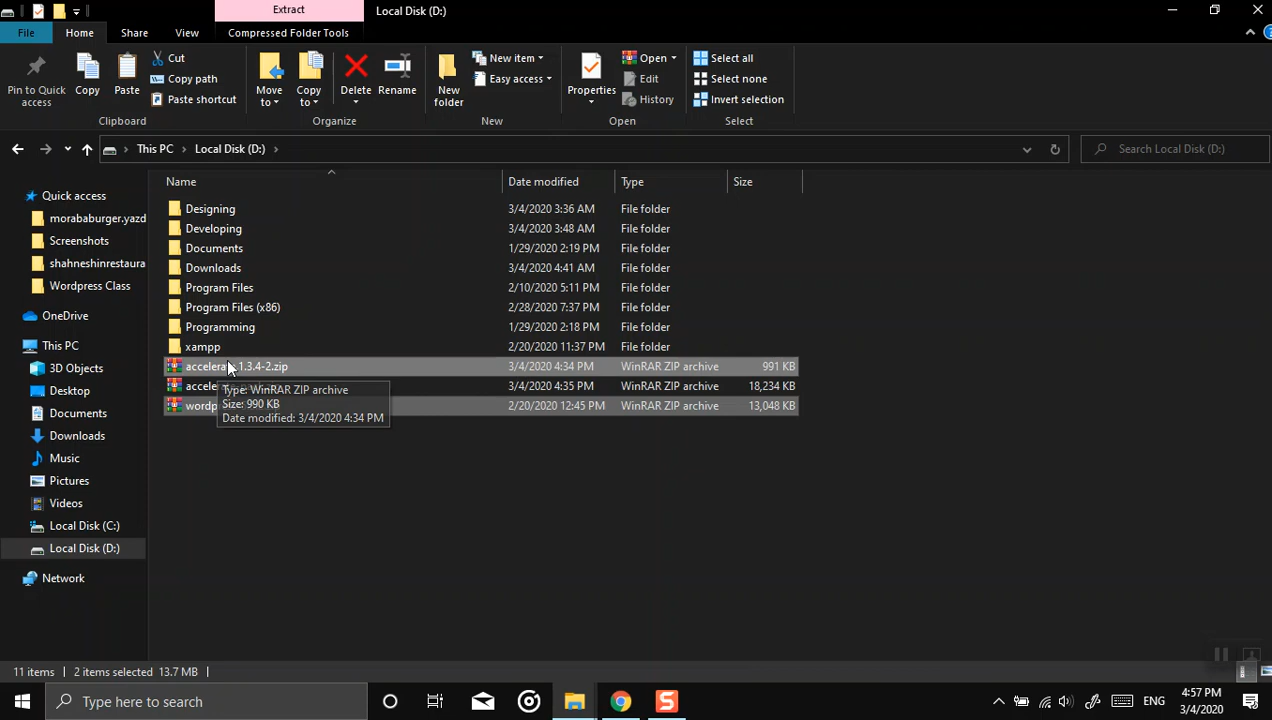 Extract
Local Disk (D:)
File
Home
Share
View
Compressed Folder Tools
Pin to Quick access
Copy
Paste
Cut
Copy path
Paste shortcut
Clipboard
Move to
Copy to
Delete
Rename
Organize
New folder
New item
Easy access
New
Properties
Open
Edit
History
Open
Select all
Select none
Invert selection
Select
This PC
Local Disk (D:)
Search Local Disk (D:)
Name
Date modified
Type
Size
Quick access
morababurger.yazd
Screenshots
shahneshinrestaura
Wordpress Class
OneDrive
This PC
3D Objects
Desktop
Documents
Downloads
Music
Pictures
Videos
Local Disk (C:)
Local Disk (D:)
Network
Designing 3/4/2020 3:36 AM File folder
Developing 3/4/2020 3:48 AM File folder
Documents 1/29/2020 2:19 PM File folder
Downloads 3/4/2020 4:41 AM File folder
Program Files 2/10/2020 5:11 PM File folder
Program Files (x86) 2/28/2020 7:37 PM File folder
Programming 1/29/2020 2:18 PM File folder
xampp 2/20/2020 11:37 PM File folder
1.3.4-2.zip 3/4/2020 4:34 PM WinRAR ZIP archive 991 KB
3/4/2020 4:35 PM WinRAR ZIP archive 18,234 KB
2/20/2020 12:45 PM WinRAR ZIP archive 13,048 KB
Type: WinRAR ZIP archive
Size: 990 KB
Date modified: 3/4/2020 4:34 PM
11 items
2 items selected 13.7 MB
Type here to search
ENG
4:57 PM
3/4/2020